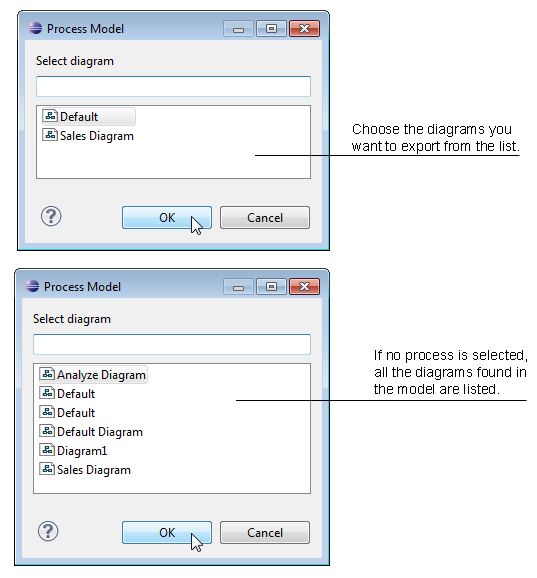 Process Model
Select diagram
Default
Sales Diagram
Choose the diagrams you
want to export from the list.
?
OK
Cancel
Process Model
Select diagram
Analyze Diagram
Default
Default
Default Diagram
Diagram1
Sales Diagram
If no process is selected,
all the diagrams found in
the model are listed.
?
OK
Cancel